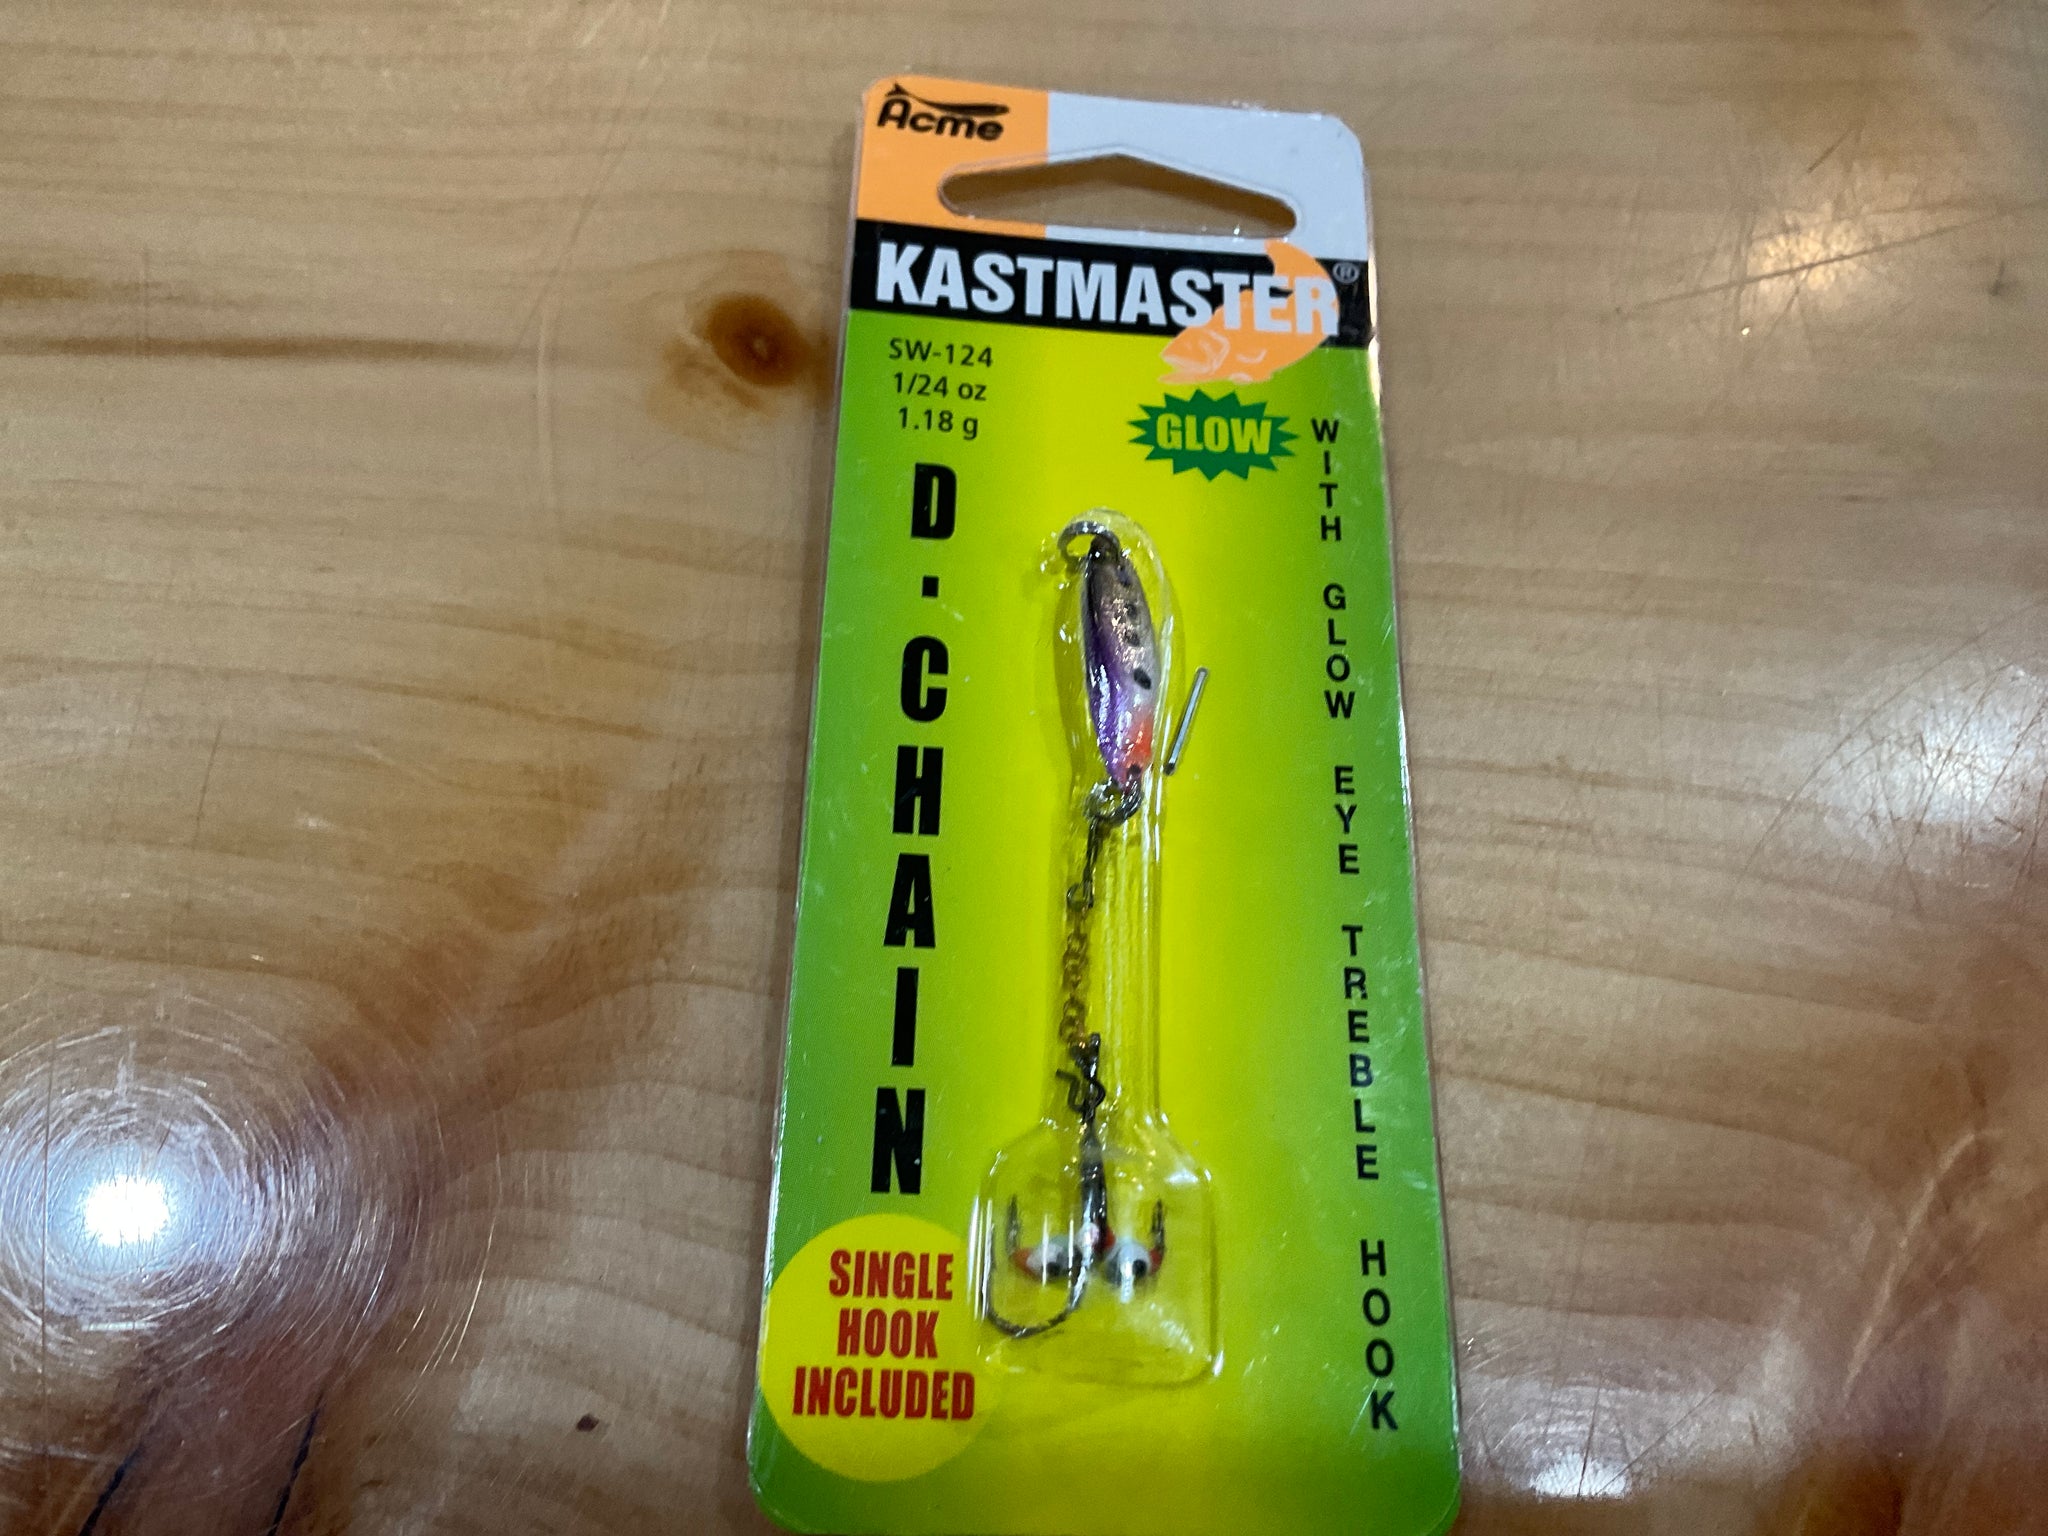 Acme
KASTMASTER®
SW-124
1/24 oz
1.18 g
GLOW
D·CHAIN
WITH GLOW EYE TREBLE HOOK
SINGLE
HOOK
INCLUDED